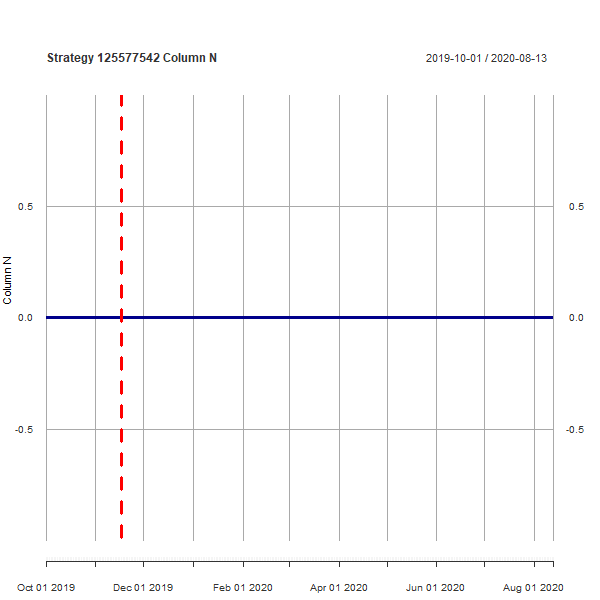 Strategy 125577542 Column N
2019-10-01 / 2020-08-13
0.5
0.5
Column N
0.0
0.0
-0.5
-0.5
Oct 01 2019
Dec 01 2019
Feb 01 2020
Apr 01 2020
Jun 01 2020
Aug 01 2020